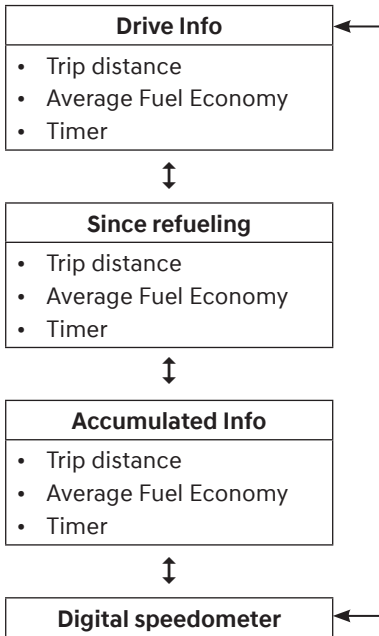 Drive Info
• Trip distance
• Average Fuel Economy
• Timer
Since refueling
• Trip distance
• Average Fuel Economy
• Timer
Accumulated Info
• Trip distance
• Average Fuel Economy
• Timer
Digital speedometer